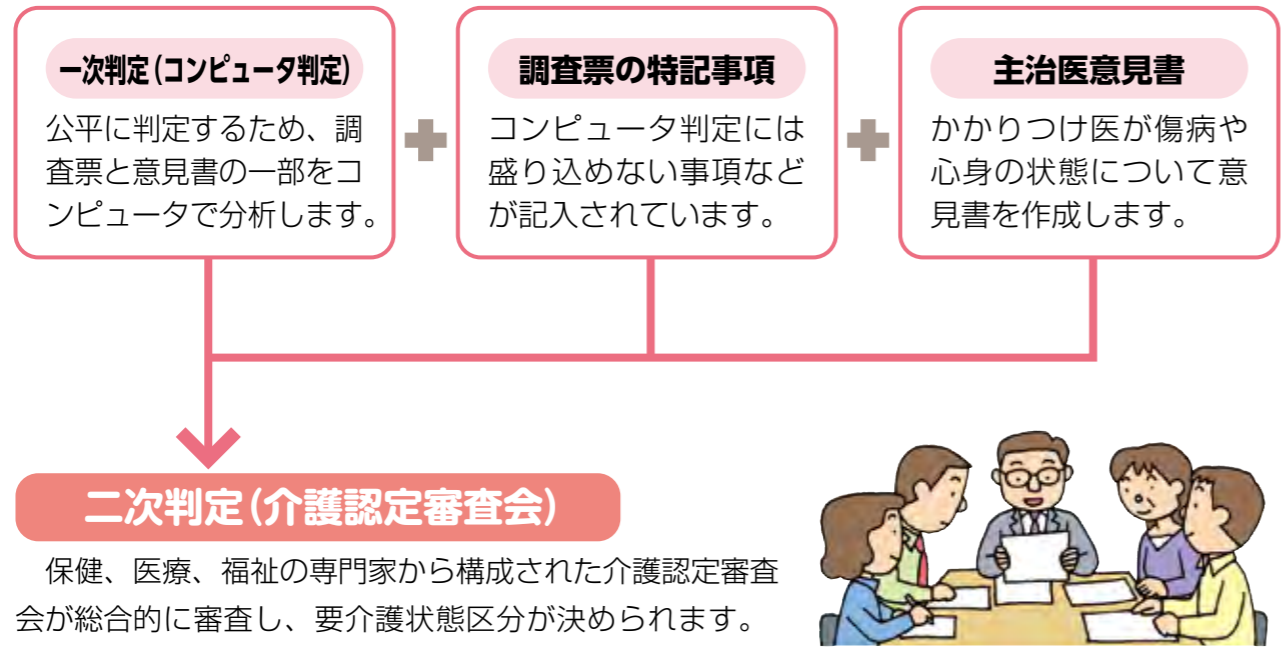 一次判定(コンピュータ判定)
公平に判定するため、調
査票と意見書の一部をコ
ンピュータで分析します。
調査票の特記事項
コンピュータ判定には
盛り込めない事項など
が記入されています。
主治医意見書
かかりつけ医が傷病や
心身の状態について意
見書を作成します。
二次判定(介護認定審査会)
保健、医療、福祉の専門家から構成された介護認定審査
会が総合的に審査し、要介護状態区分が決められます。